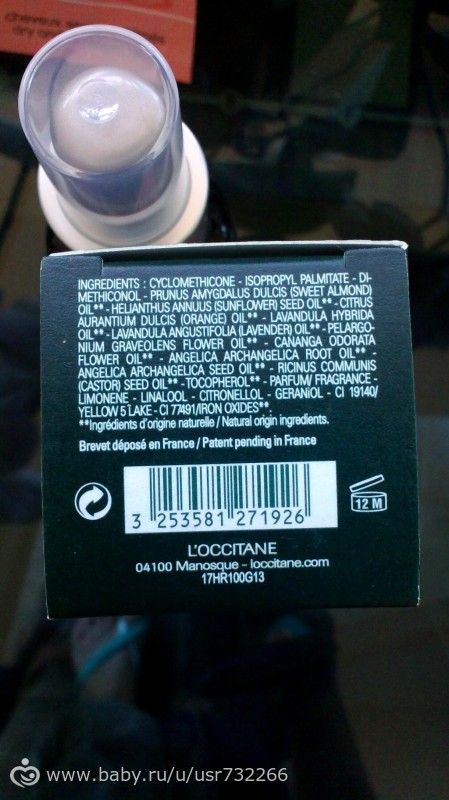 cheveux
INGREDIENTS : CYCLOMETHICONE - ISOPROPYL PALMITATE - DI-
METHICONOL - PRUNUS AMYGDALUS DULCIS (SWEET ALMOND)
OIL** - HELIANTHUS ANNUUS (SUNFLOWER) SEED OIL** - CITRUS
AURANTIUM DULCIS (ORANGE) OIL** - LAVANDULA HYBRIDA
OIL** - LAVANDULA ANGUSTIFOLIA (LAVENDER) OIL** - PELARGO-
NIUM GRAVEOLENS FLOWER OIL** - CANANGA ODORATA
FLOWER OIL** - ANGELICA ARCHANGELICA ROOT OIL** -
ANGELICA ARCHANGELICA SEED OIL** - RICINUS COMMUNIS
(CASTOR) SEED OIL** - TOCOPHEROL** - PARFUM/ FRAGRANCE -
LIMONENE - LINALOOL - CITRONELLOL - GERANIOL - CI 19140/
YELLOW 5 LAKE - CI 77491/IRON OXIDES**.
**Ingrédients d'origine naturelle / Natural origin ingredients.
Brevet déposé en France / Patent pending in France
12 M
3 253581 271926
L'OCCITANE
04100 Manosque - loccitane.com
17HR100G13
www.baby.ru/u/usr732266